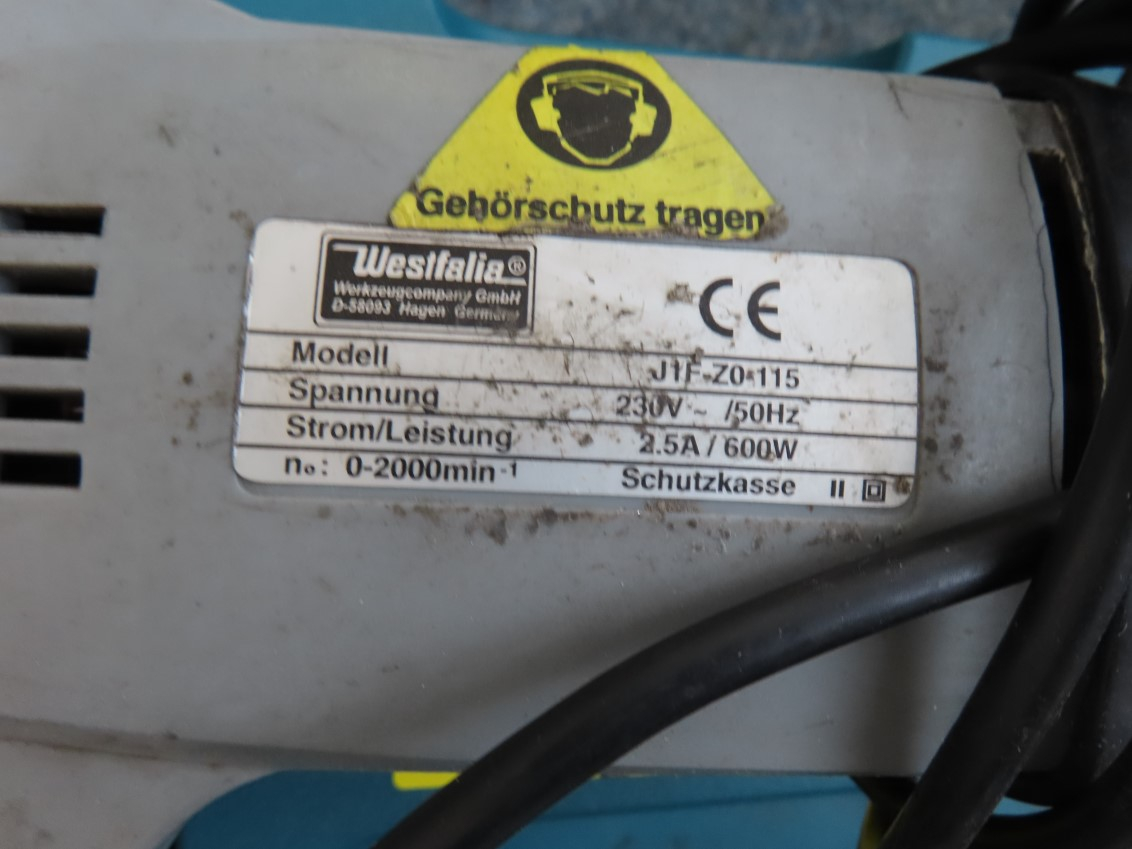 Gehörschutz tragen
Westfalia®
Werkzeugcompany GmbH
D-58093 Hagen Germany
CE
Modell J1F-Z0-115
Spannung 230V ~ /50Hz
Strom/Leistung 2.5A / 600W
n₀: 0-2000min⁻¹ Schutzkasse II